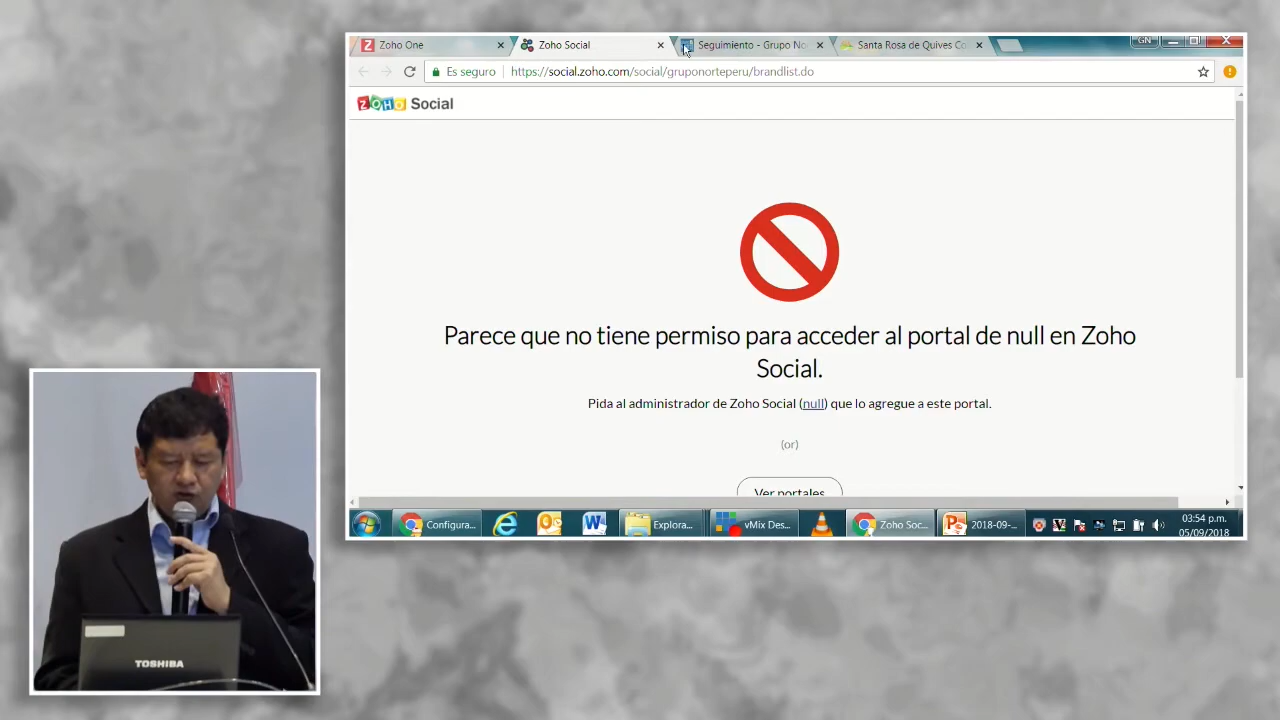 Zoho One
Zoho Social
Seguimiento - Grupo No
Santa Rosa de Quives Co
GN
Es seguro
https://social.zoho.com/social/gruponorteperu/brandlist.do
ZOHO Social
Parece que no tiene permiso para acceder al portal de null en Zoho
Social.
Pida al administrador de Zoho Social (null) que lo agregue a este portal.
(or)
Ver portales
Configura...
Explora...
vMix Des...
Zoho Soc...
2018-09-...
03:54 p.m.
05/09/2018
TOSHIBA